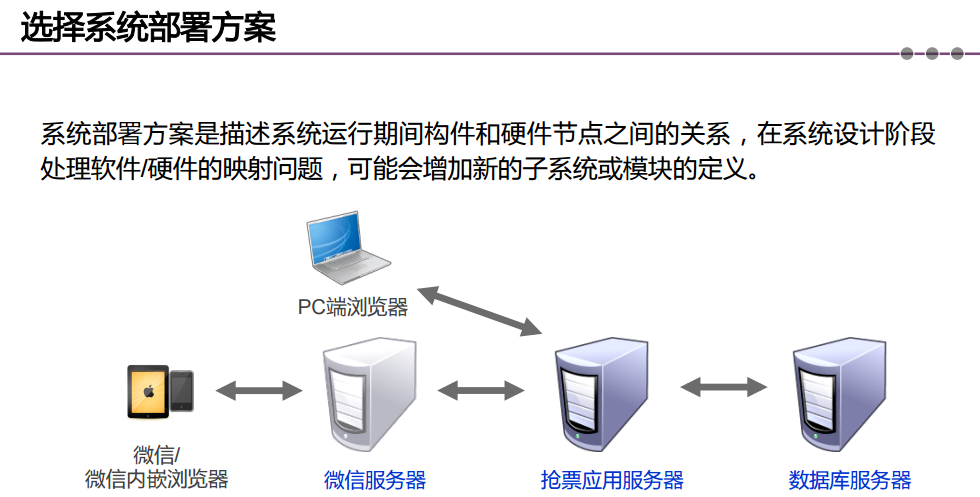 选择系统部署方案
系统部署方案是描述系统运行期间构件和硬件节点之间的关系，在系统设计阶段
处理软件/硬件的映射问题，可能会增加新的子系统或模块的定义。
PC端浏览器
微信/
微信内嵌浏览器
微信服务器
抢票应用服务器
数据库服务器